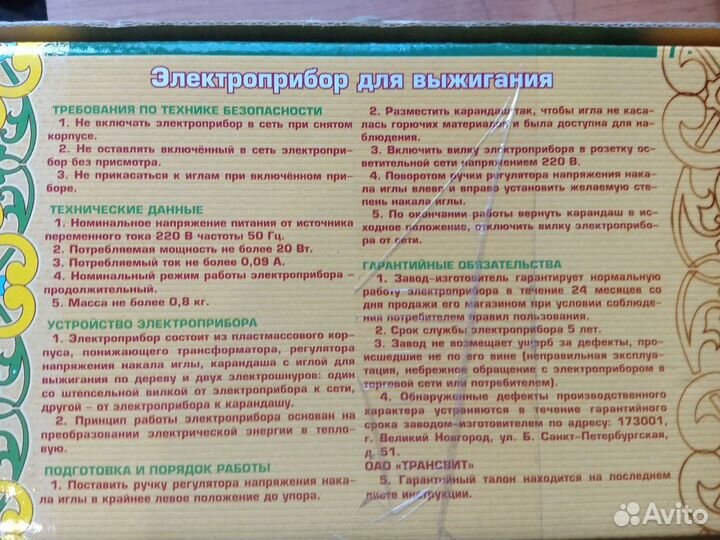 Электроприбор для выжигания
ТРЕБОВАНИЯ ПО ТЕХНИКЕ БЕЗОПАСНОСТИ
1. Не включать электроприбор в сеть при снятом
корпусе.
2. Не оставлять включённый в сеть электропри-
бор без присмотра.
3. Не прикасаться к иглам при включённом при-
боре.
ТЕХНИЧЕСКИЕ ДАННЫЕ
1. Номинальное напряжение питания от источника
переменного тока 220 В частоты 50 Гц.
2. Потребляемая мощность не более 20 Вт.
3. Потребляемый ток не более 0,09 А.
4. Номинальный режим работы электроприбора –
продолжительный.
5. Масса не более 0,8 кг.
УСТРОЙСТВО ЭЛЕКТРОПРИБОРА
1. Электроприбор состоит из пластмассового кор-
пуса, понижающего трансформатора, регулятора
напряжения накала иглы, карандаша с иглой для
выжигания по дереву и двух электрошнуров: один
со штепсельной вилкой от электроприбора к сети,
другой – от электроприбора к карандашу.
2. Принцип работы электроприбора основан на
преобразовании электрической энергии в тепло-
вую.
ПОДГОТОВКА И ПОРЯДОК РАБОТЫ
1. Поставить ручку регулятора напряжения нака-
ла иглы в крайнее левое положение до упора.
2. Разместить карандаш так, чтобы игла не каса-
лась горючих материалов и была доступна для на-
блюдения.
3. Включить вилку электроприбора в розетку ос-
ветительной сети напряжением 220 В.
4. Поворотом ручки регулятора напряжения нака-
ла иглы влево и вправо установить желаемую сте-
пень накала иглы.
5. По окончании работы вернуть карандаш в ис-
ходное положение, отключить вилку электроприбо-
ра от сети.
ГАРАНТИЙНЫЕ ОБЯЗАТЕЛЬСТВА
1. Завод–изготовитель гарантирует нормальную
работу электроприбора в течение 24 месяцев со
дня продажи его магазином при условии соблюде-
ния потребителем правил пользования.
2. Срок службы электроприбора 5 лет.
3. Завод не возмещает ущерб за дефекты, про-
исшедшие не по его вине (неправильная эксплуа-
тация, небрежное обращение с электроприбором в
торговой сети или потребителем).
4. Обнаруженные дефекты производственного
характера устраняются в течение гарантийного
срока заводом-изготовителем по адресу: 173001,
г. Великий Новгород, ул. Б. Санкт-Петербургская,
д. 51.
ОАО «ТРАНСВИТ»
5. Гарантийный талон находится на последнем
листе инструкции.
Avito